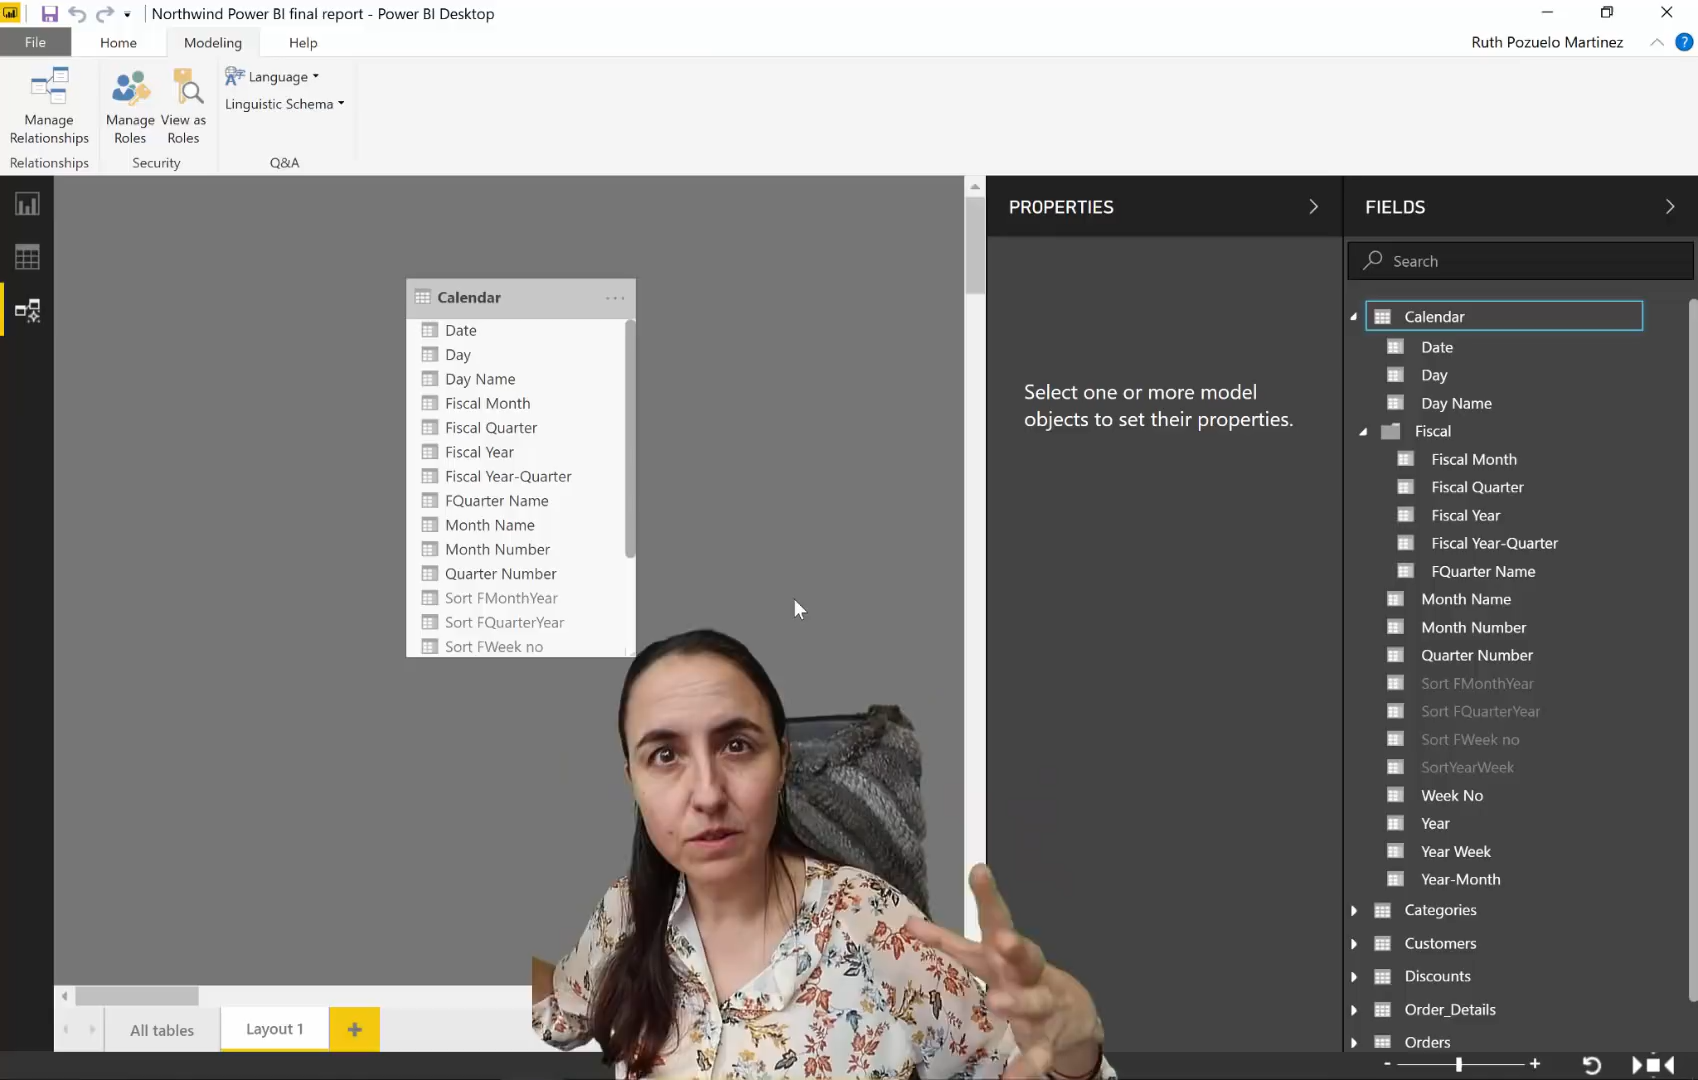 Northwind Power BI final report - Power BI Desktop
File
Home
Modeling
Help
Ruth Pozuelo Martinez
?
Manage
Relationships
Manage
Roles
View as
Roles
Language
Linguistic Schema
Relationships
Security
Q&A
Calendar
...
Date
Day
Day Name
Fiscal Month
Fiscal Quarter
Fiscal Year
Fiscal Year-Quarter
FQuarter Name
Month Name
Month Number
Quarter Number
Sort FMonthYear
Sort FQuarterYear
Sort FWeek no
All tables
Layout 1
+
PROPERTIES
Select one or more model
objects to set their properties.
FIELDS
Search
Calendar
Date
Day
Day Name
Fiscal
Fiscal Month
Fiscal Quarter
Fiscal Year
Fiscal Year-Quarter
FQuarter Name
Month Name
Month Number
Quarter Number
Sort FMonthYear
Sort FQuarterYear
Sort FWeek no
SortYearWeek
Week No
Year
Year Week
Year-Month
Categories
Customers
Discounts
Order_Details
Orders
- +